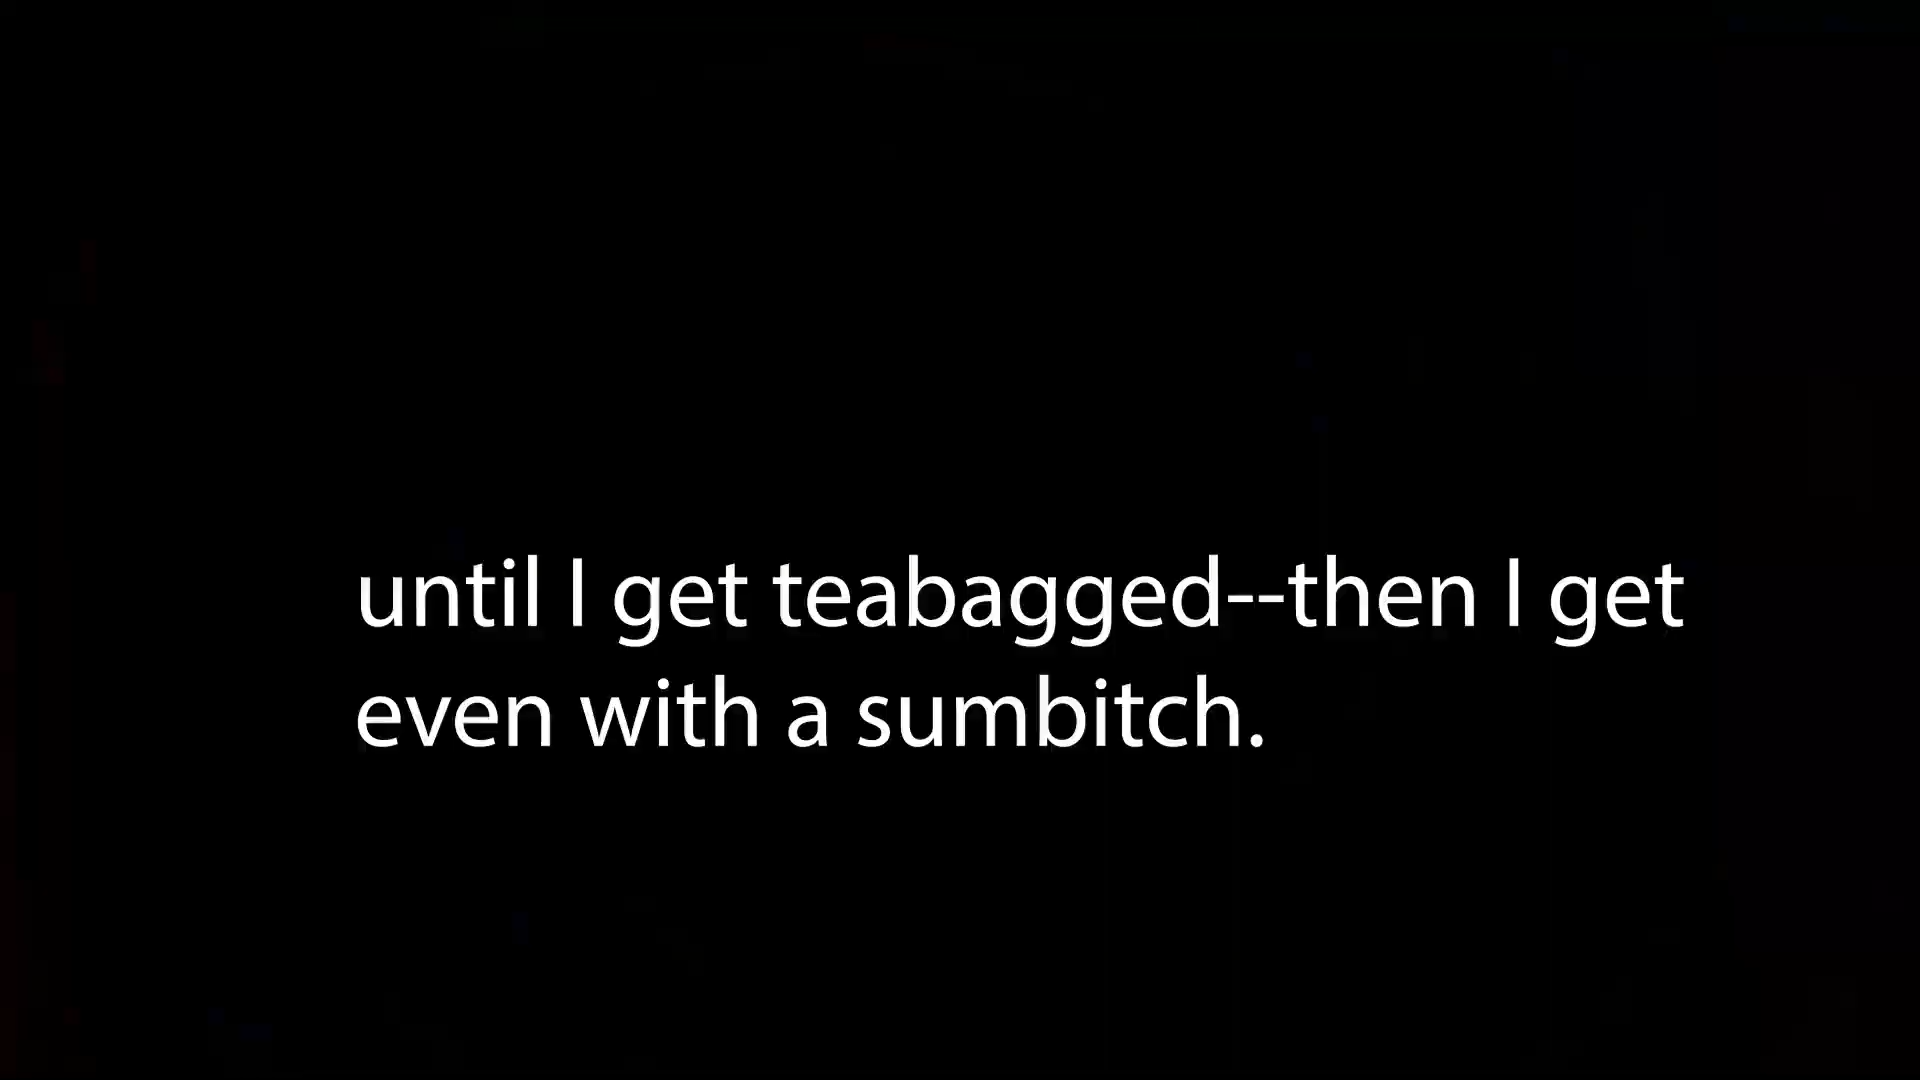 until I get teabagged--then I get
even with a sumbitch.